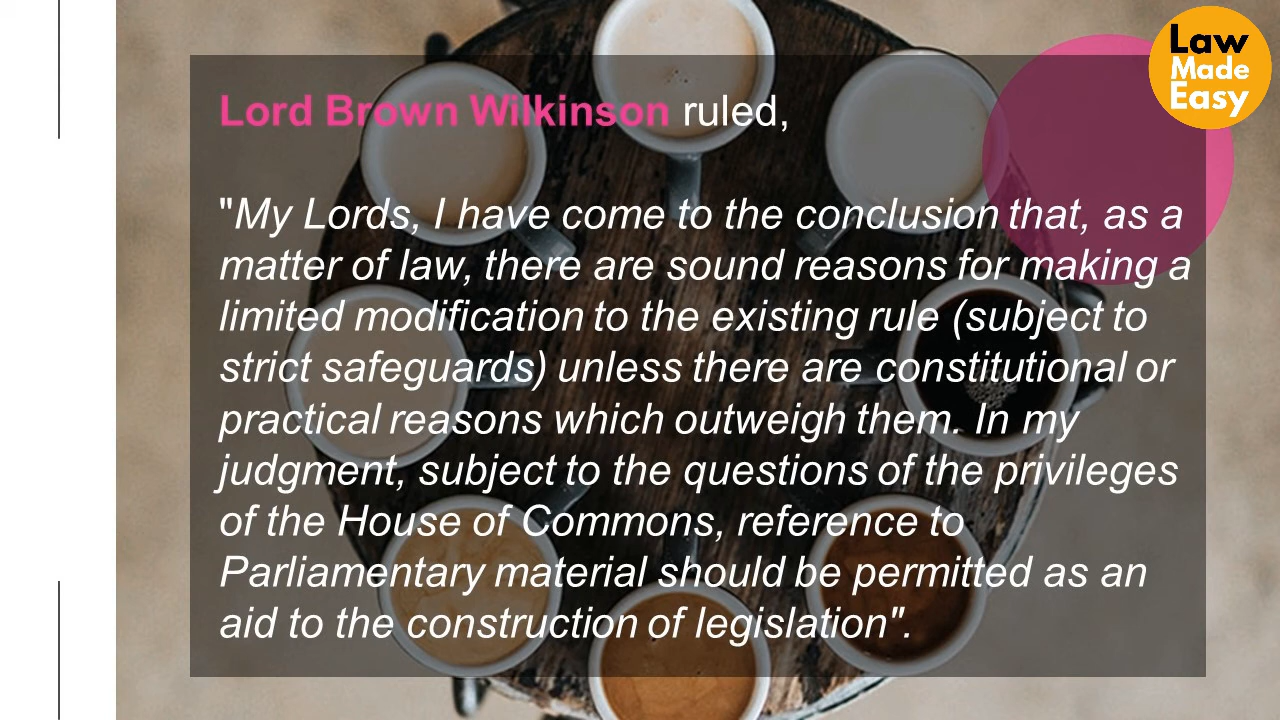 Law
Made
Easy
Lord Brown Wilkinson ruled,
"My Lords, I have come to the conclusion that, as a
matter of law, there are sound reasons for making a
limited modification to the existing rule (subject to
strict safeguards) unless there are constitutional or
practical reasons which outweigh them. In my
judgment, subject to the questions of the privileges
of the House of Commons, reference to
Parliamentary material should be permitted as an
aid to the construction of legislation".